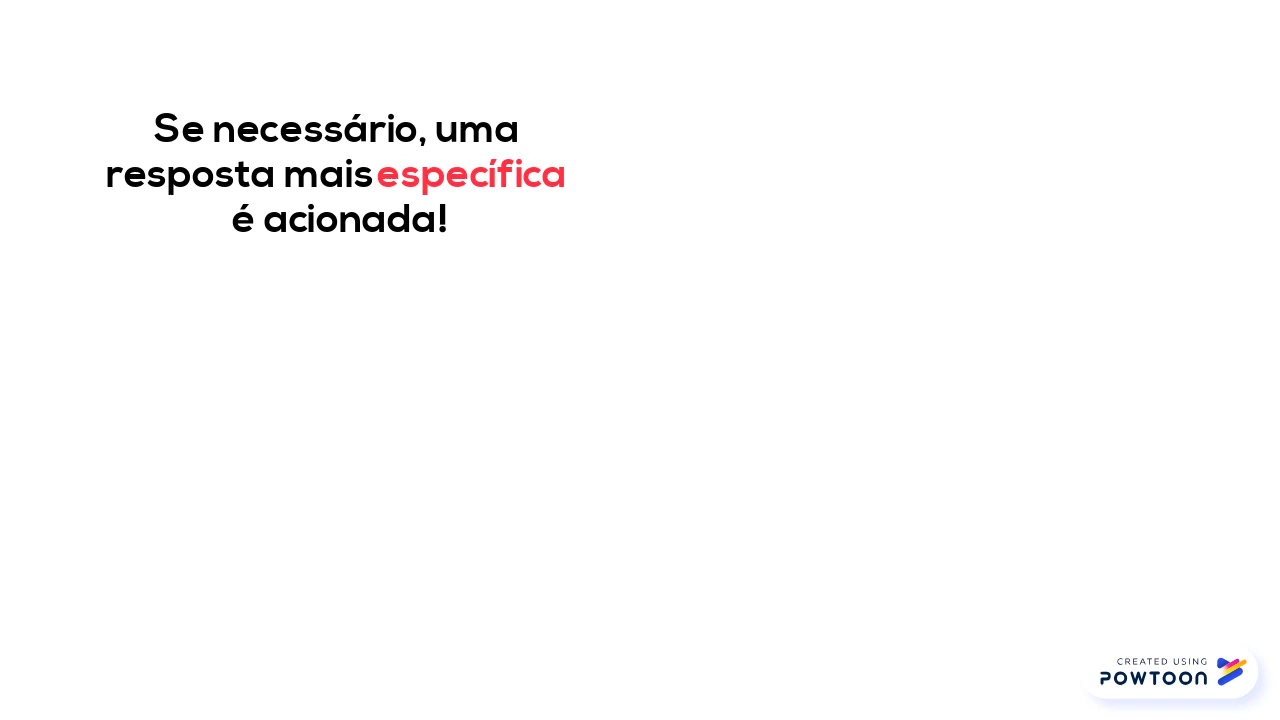 Se necessário, uma
resposta mais específica
é acionada!
CREATED USING
POWTOON